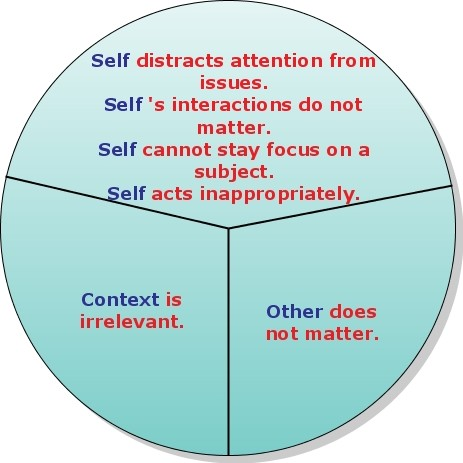 Self distracts attention from
issues.
Self 's interactions do not
matter.
Self cannot stay focus on a
subject.
Self acts inappropriately.
Context is
irrelevant.
Other does
not matter.